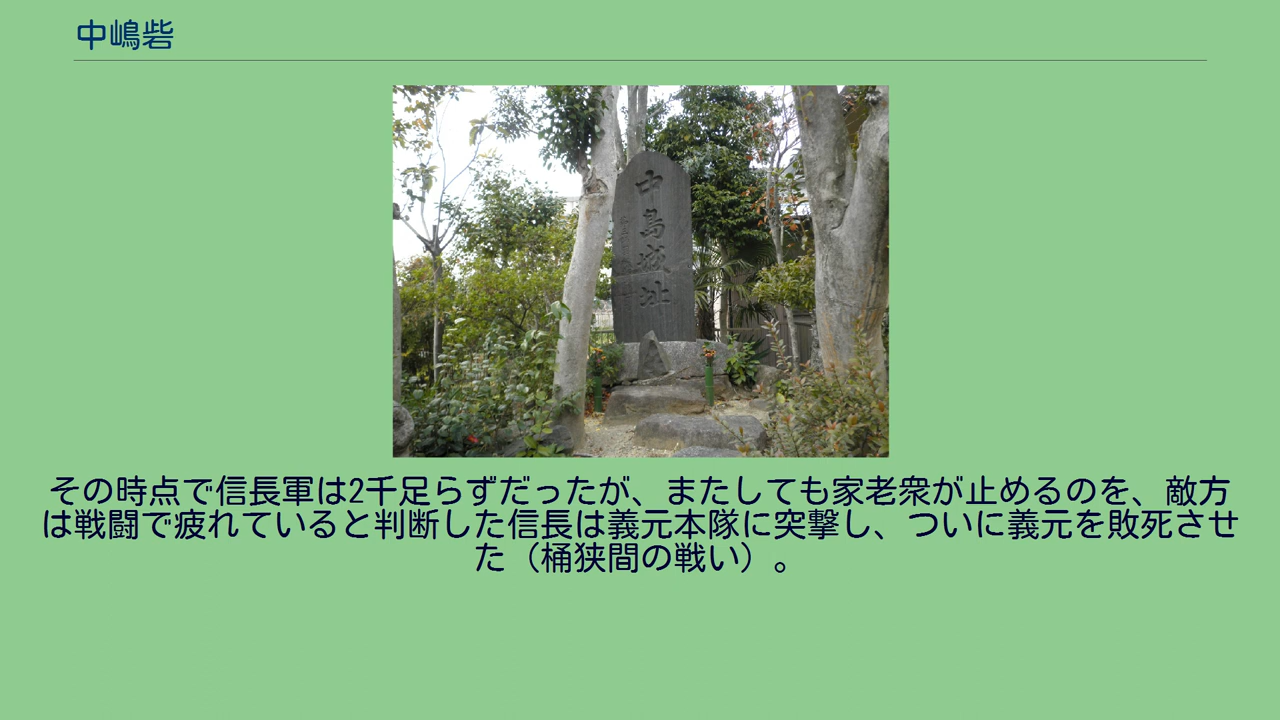 中嶋砦
中島城址
その時点で信長軍は2千足らずだったが、またしても家老衆が止めるのを、敵方
は戦闘で疲れていると判断した信長は義元本隊に突撃し、ついに義元を敗死させ
た（桶狭間の戦い）。